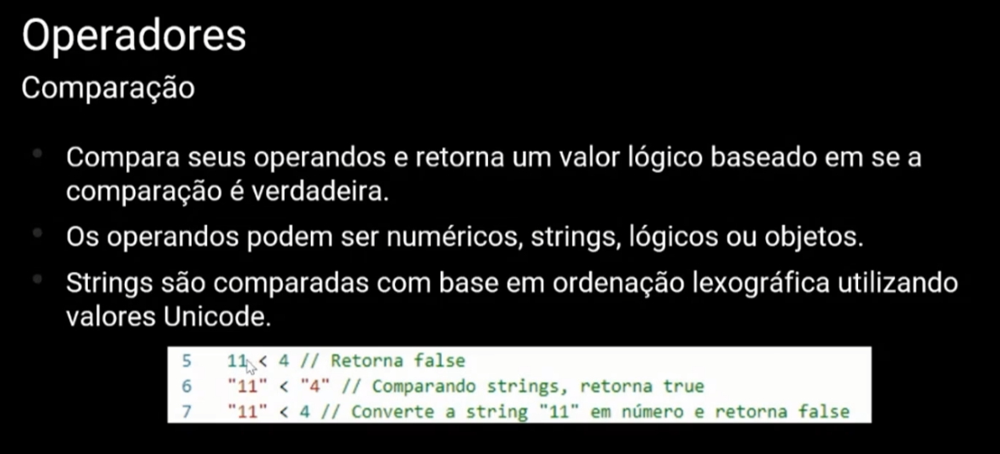 Operadores
Comparação
Compara seus operandos e retorna um valor lógico baseado em se a
comparação é verdadeira.
Os operandos podem ser numéricos, strings, lógicos ou objetos.
Strings são comparadas com base em ordenação lexográfica utilizando
valores Unicode.
5 11 < 4 // Retorna false
6 "11" < "4" // Comparando strings, retorna true
7 "11" < 4 // Converte a string "11" em número e retorna false